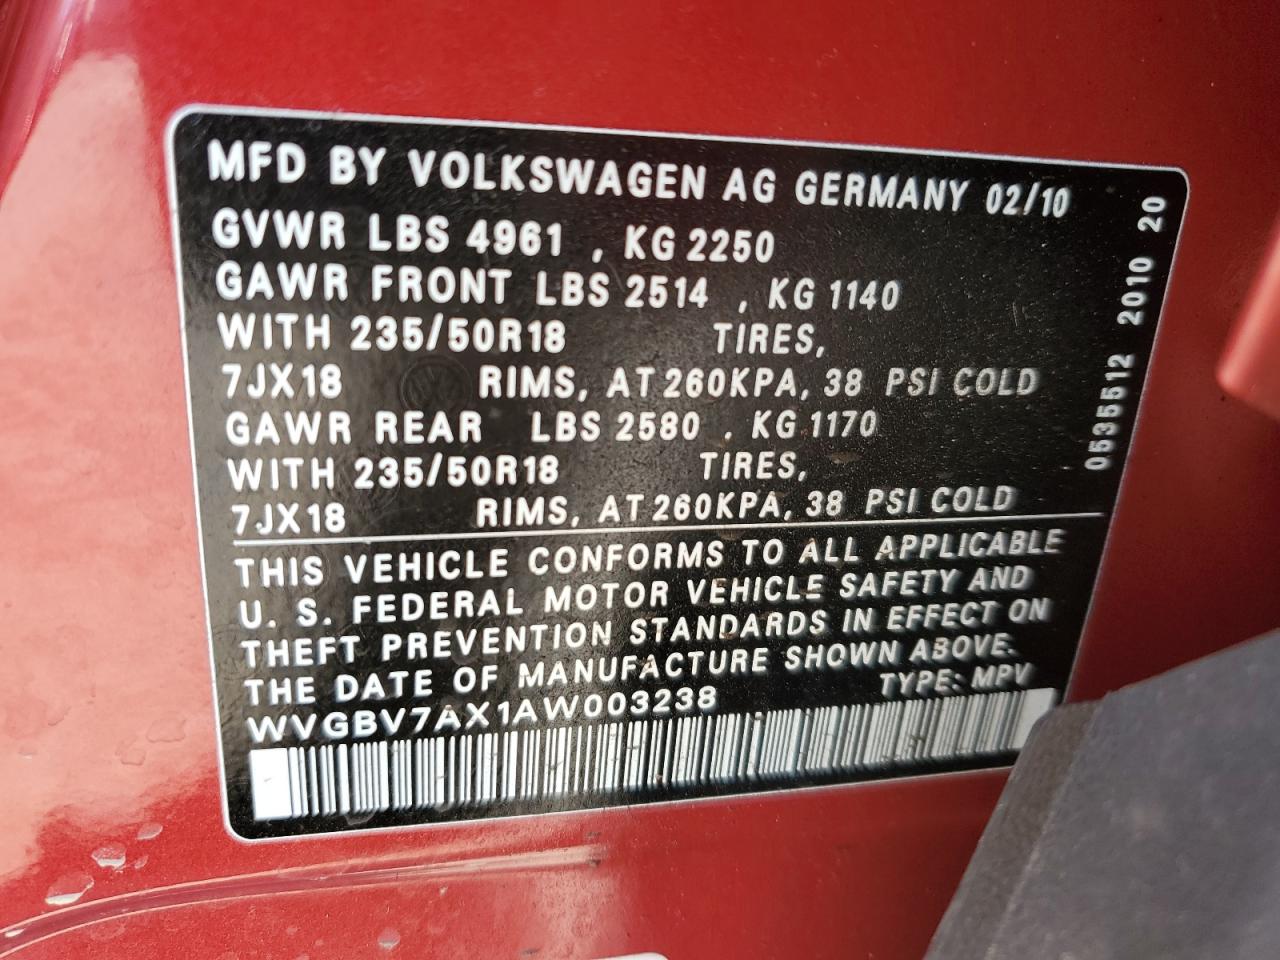 MFD BY VOLKSWAGEN AG GERMANY 02/10
GVWR LBS 4961 , KG 2250
GAWR FRONT LBS 2514 , KG 1140
WITH 235/50R18 TIRES,
7JX18 RIMS, AT 260KPA, 38 PSI COLD
GAWR REAR LBS 2580 , KG 1170
WITH 235/50R18 TIRES,
7JX18 RIMS, AT 260KPA, 38 PSI COLD
THIS VEHICLE CONFORMS TO ALL APPLICABLE
U. S. FEDERAL MOTOR VEHICLE SAFETY AND
THEFT PREVENTION STANDARDS IN EFFECT ON
THE DATE OF MANUFACTURE SHOWN ABOVE.
WVGBV7AX1AW003238 TYPE: MPV
0535512 2010 20